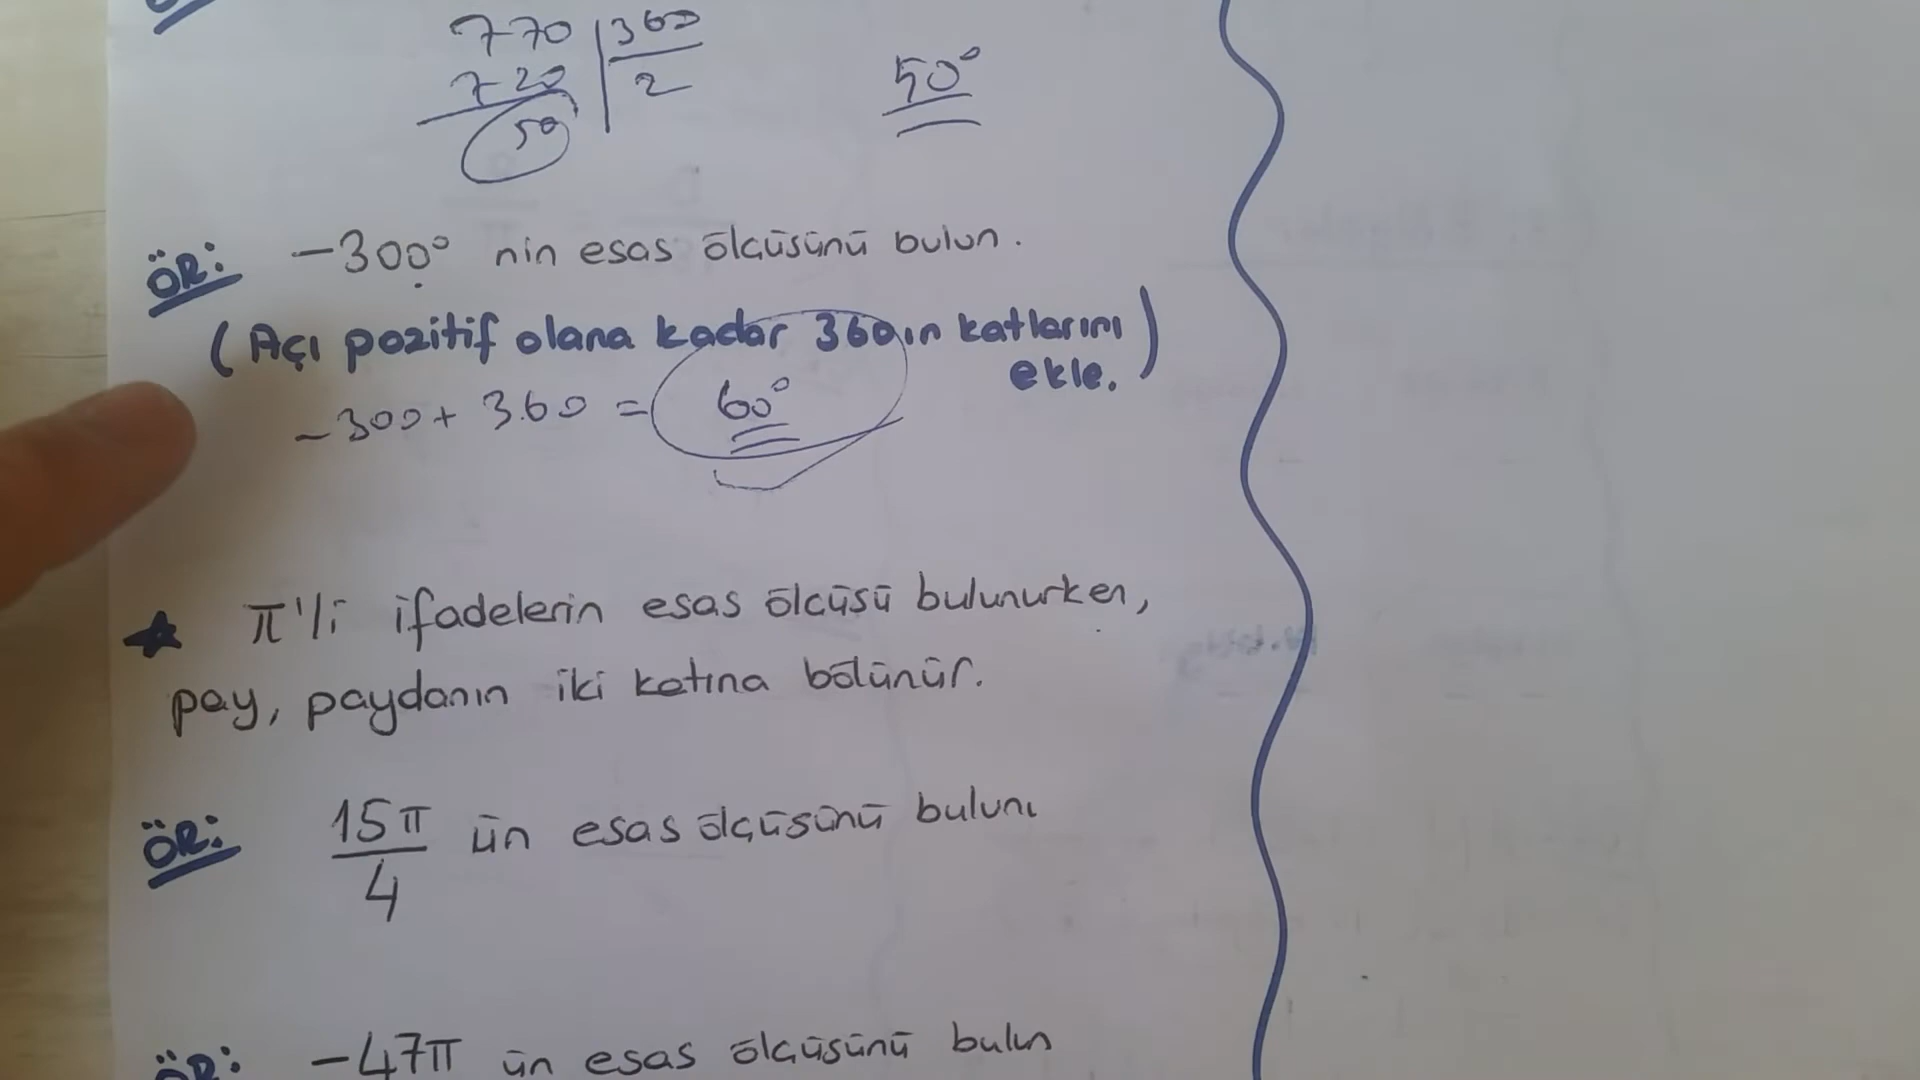 770 360
720 2
50 50°
ÖR: -300° nin esas ölçüsünü bulun.
(Açı pozitif olana kadar 360ın katlarını
ekle.)
-300 + 360 = 60°
★ π'li ifadelerin esas ölçüsü bulunurken,
pay, paydanın iki katına bölünür.
ÖR: 15π/4 ün esas ölçüsünü bulun
ÖR: -47π ün esas ölçüsünü bulun